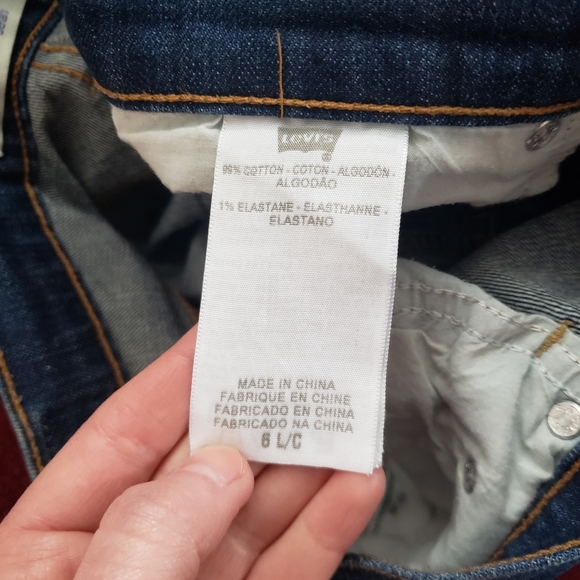 LEVI'S
®
99% COTTON - COTON - ALGODÓN -
ALGODÃO
1% ELASTANE - ÉLASTHANNE -
ELASTANO
MADE IN CHINA
FABRIQUE EN CHINE
FABRICADO EN CHINA
FABRICADO NA CHINA
6 L/C